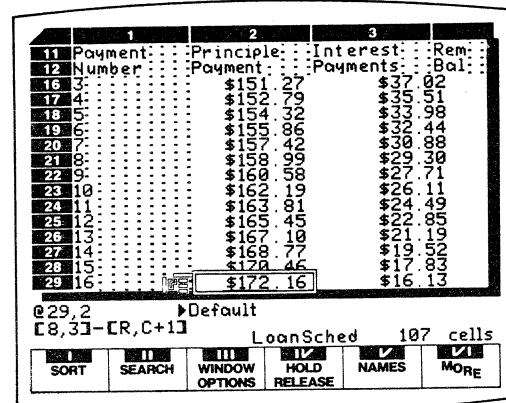 1 2 3
11 Payment Principle Interest Rem
12 Number Payment Payments Bal
16 3 $151.27 $37.02
17 4 $152.79 $35.51
18 5 $154.32 $33.98
19 6 $155.86 $32.44
20 7 $157.42 $30.88
21 8 $158.99 $29.30
22 9 $160.58 $27.71
23 10 $162.19 $26.11
24 11 $163.81 $24.49
25 12 $165.45 $22.85
26 13 $167.10 $21.19
27 14 $168.77 $19.52
28 15 $170.46 $17.83
29 16 $172.16 $16.13
@29,2 Default
[8,3]-[R,C+1]
LoanSched 107 cells
I II III IV V VI
SORT SEARCH WINDOW OPTIONS HOLD RELEASE NAMES MORE